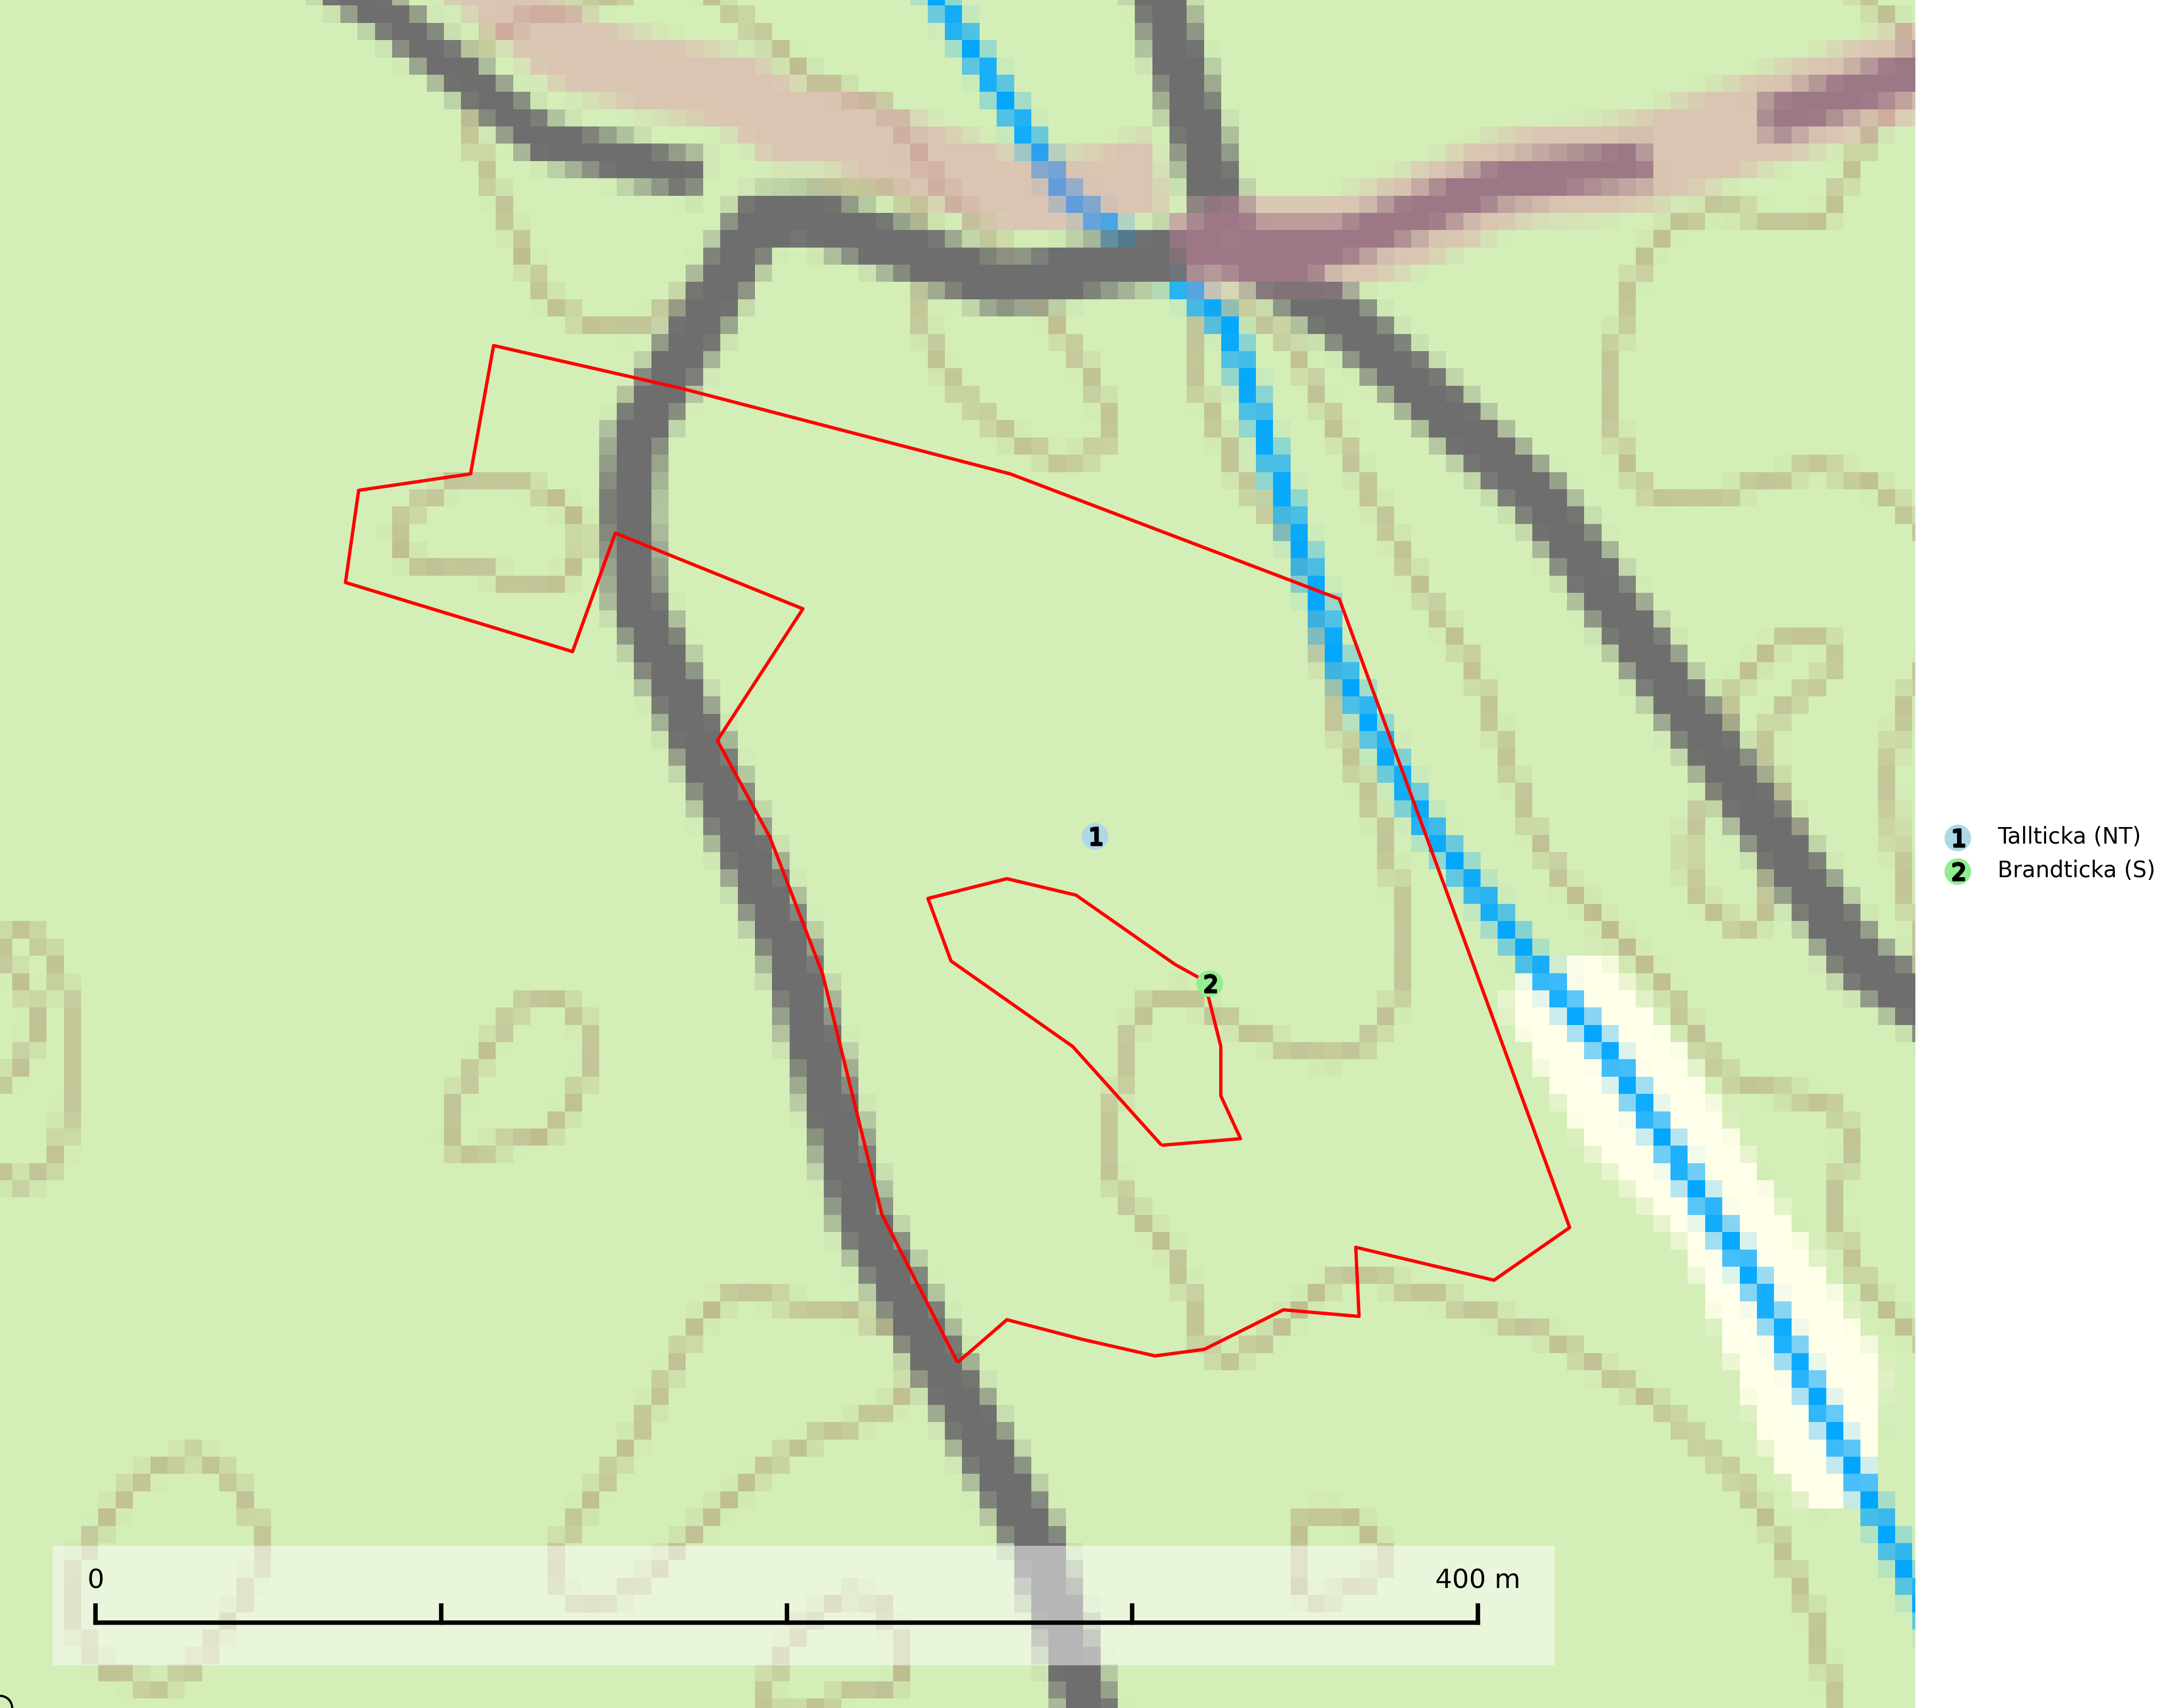 1
2
1 Tallticka (NT)
2 Brandticka (S)
0 400 m